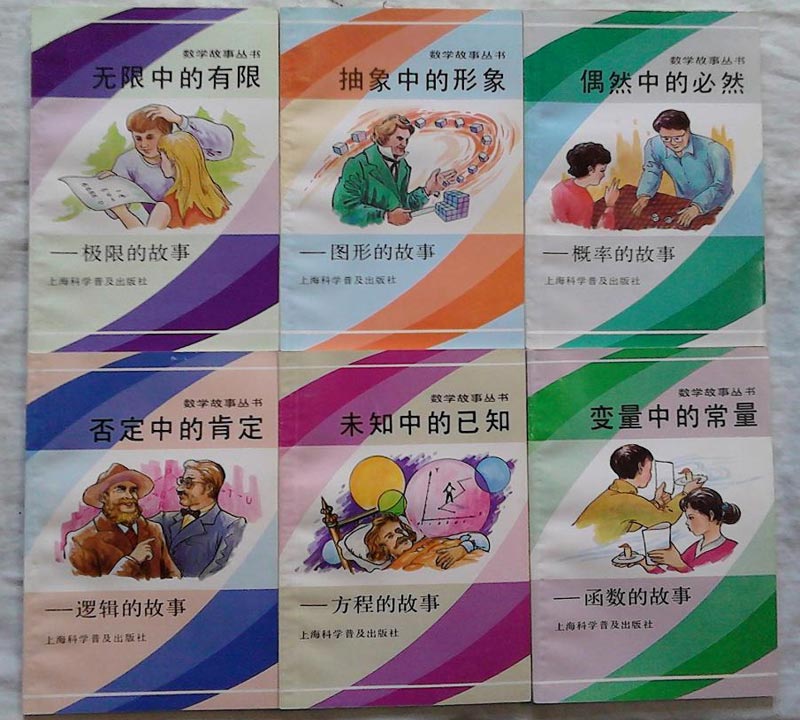 数学故事丛书
无限中的有限
——极限的故事
上海科学普及出版社
数学故事丛书
抽象中的形象
——图形的故事
上海科学普及出版社
数学故事丛书
偶然中的必然
——概率的故事
上海科学普及出版社
数学故事丛书
否定中的肯定
——逻辑的故事
上海科学普及出版社
数学故事丛书
未知中的已知
——方程的故事
上海科学普及出版社
数学故事丛书
变量中的常量
——函数的故事
上海科学普及出版社